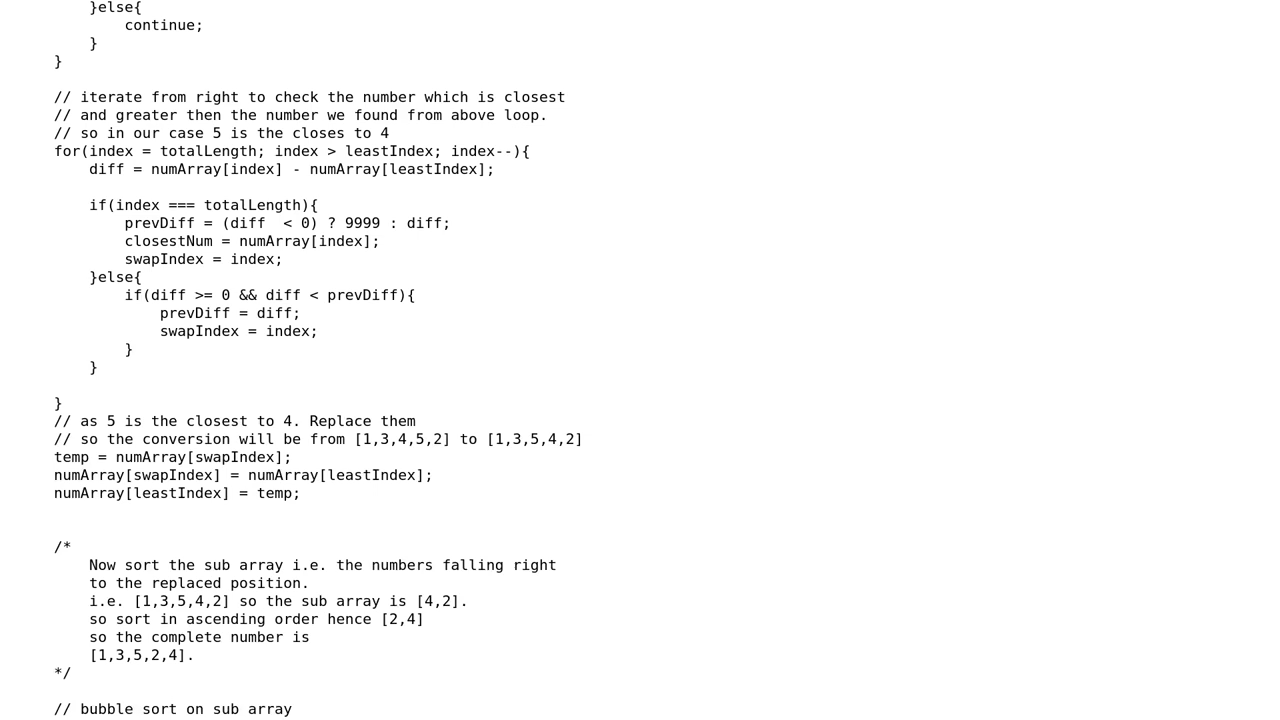 }else{
        continue;
    }
}
// iterate from right to check the number which is closest
// and greater then the number we found from above loop.
// so in our case 5 is the closes to 4
for(index = totalLength; index > leastIndex; index--){
    diff = numArray[index] - numArray[leastIndex];
    if(index === totalLength){
        prevDiff = (diff  < 0) ? 9999 : diff;
        closestNum = numArray[index];
        swapIndex = index;
    }else{
        if(diff >= 0 && diff < prevDiff){
            prevDiff = diff;
            swapIndex = index;
        }
    }
}
// as 5 is the closest to 4. Replace them
// so the conversion will be from [1,3,4,5,2] to [1,3,5,4,2]
temp = numArray[swapIndex];
numArray[swapIndex] = numArray[leastIndex];
numArray[leastIndex] = temp;
/*
    Now sort the sub array i.e. the numbers falling right
    to the replaced position.
    i.e. [1,3,5,4,2] so the sub array is [4,2].
    so sort in ascending order hence [2,4]
    so the complete number is
    [1,3,5,2,4].
*/
// bubble sort on sub array